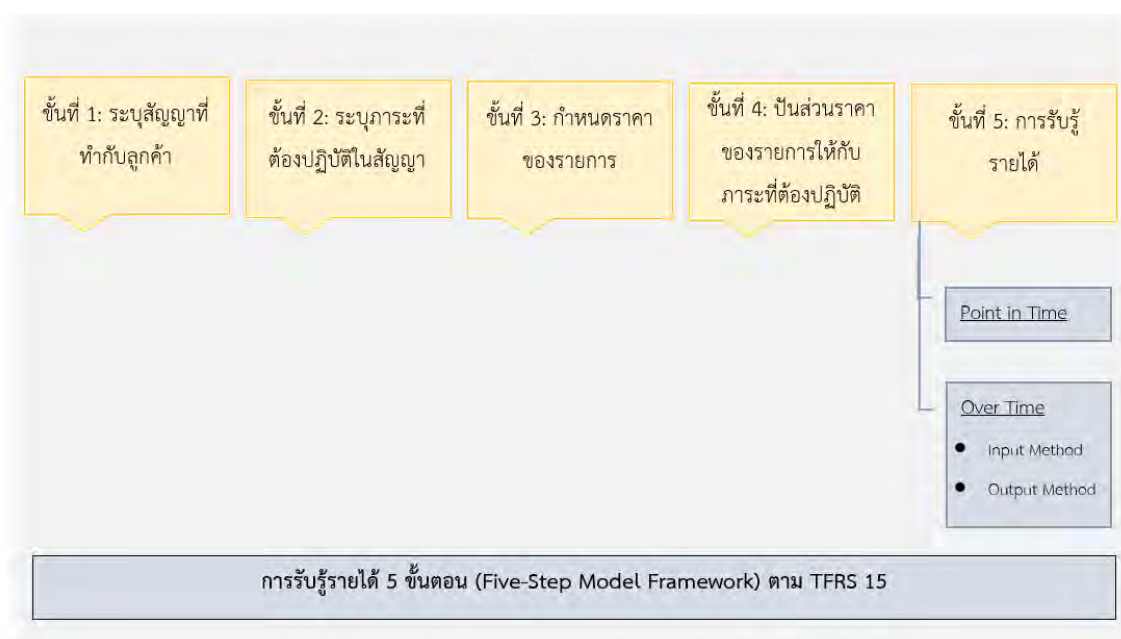 ขั้นที่ 1: ระบุสัญญาที่
ทำกับลูกค้า
ขั้นที่ 2: ระบุภาระที่
ต้องปฏิบัติในสัญญา
ขั้นที่ 3: กำหนดราคา
ของรายการ
ขั้นที่ 4: ปันส่วนราคา
ของรายการให้กับ
ภาระที่ต้องปฏิบัติ
ขั้นที่ 5: การรับรู้
รายได้
Point in Time
Over Time
● Input Method
● Output Method
การรับรู้รายได้ 5 ขั้นตอน (Five-Step Model Framework) ตาม TFRS 15